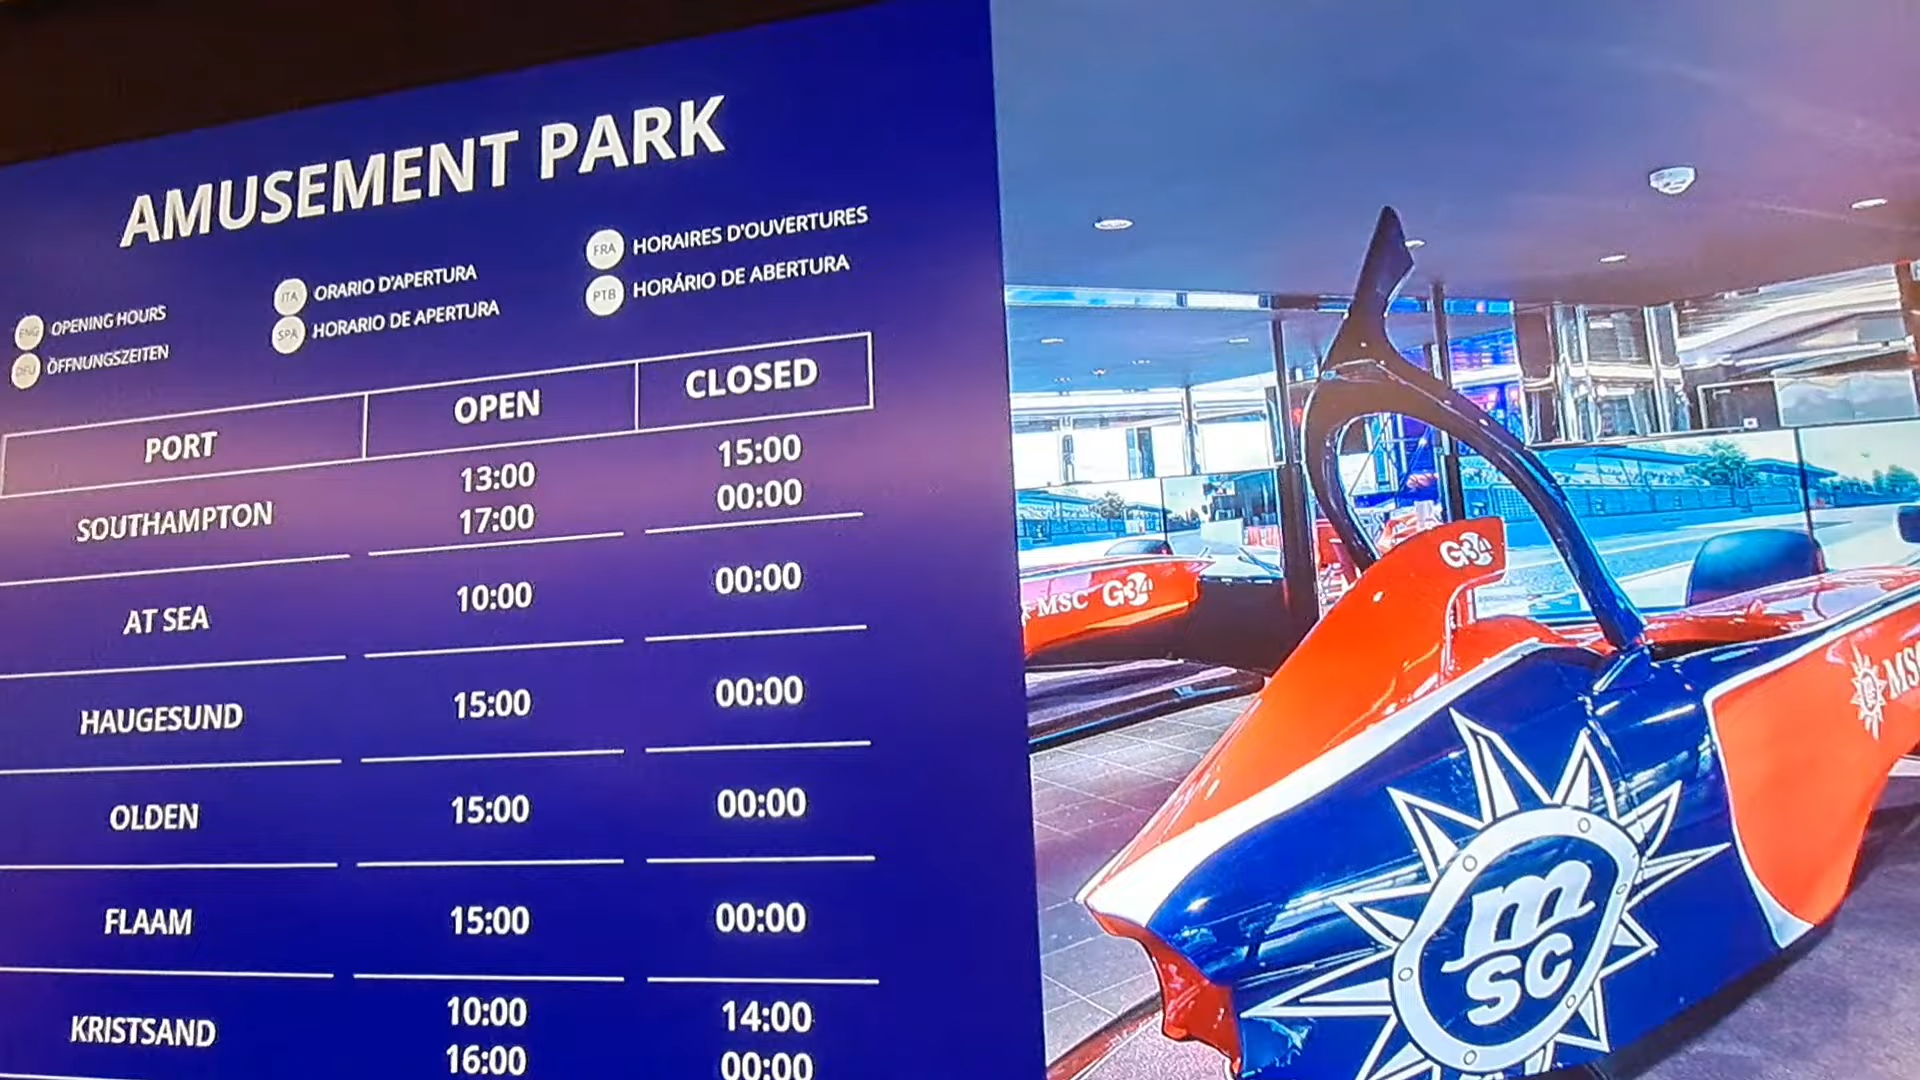 AMUSEMENT PARK
ENG OPENING HOURS
DEU ÖFFNUNGSZEITEN
ITA ORARIO D'APERTURA
SPA HORARIO DE APERTURA
FRA HORAIRES D'OUVERTURES
PTB HORÁRIO DE ABERTURA
PORT OPEN CLOSED
SOUTHAMPTON 13:00 15:00
17:00 00:00
AT SEA 10:00 00:00
HAUGESUND 15:00 00:00
OLDEN 15:00 00:00
FLAAM 15:00 00:00
KRISTSAND 10:00 14:00
16:00 00:00
G34
MSC G34
MSC
m
SC